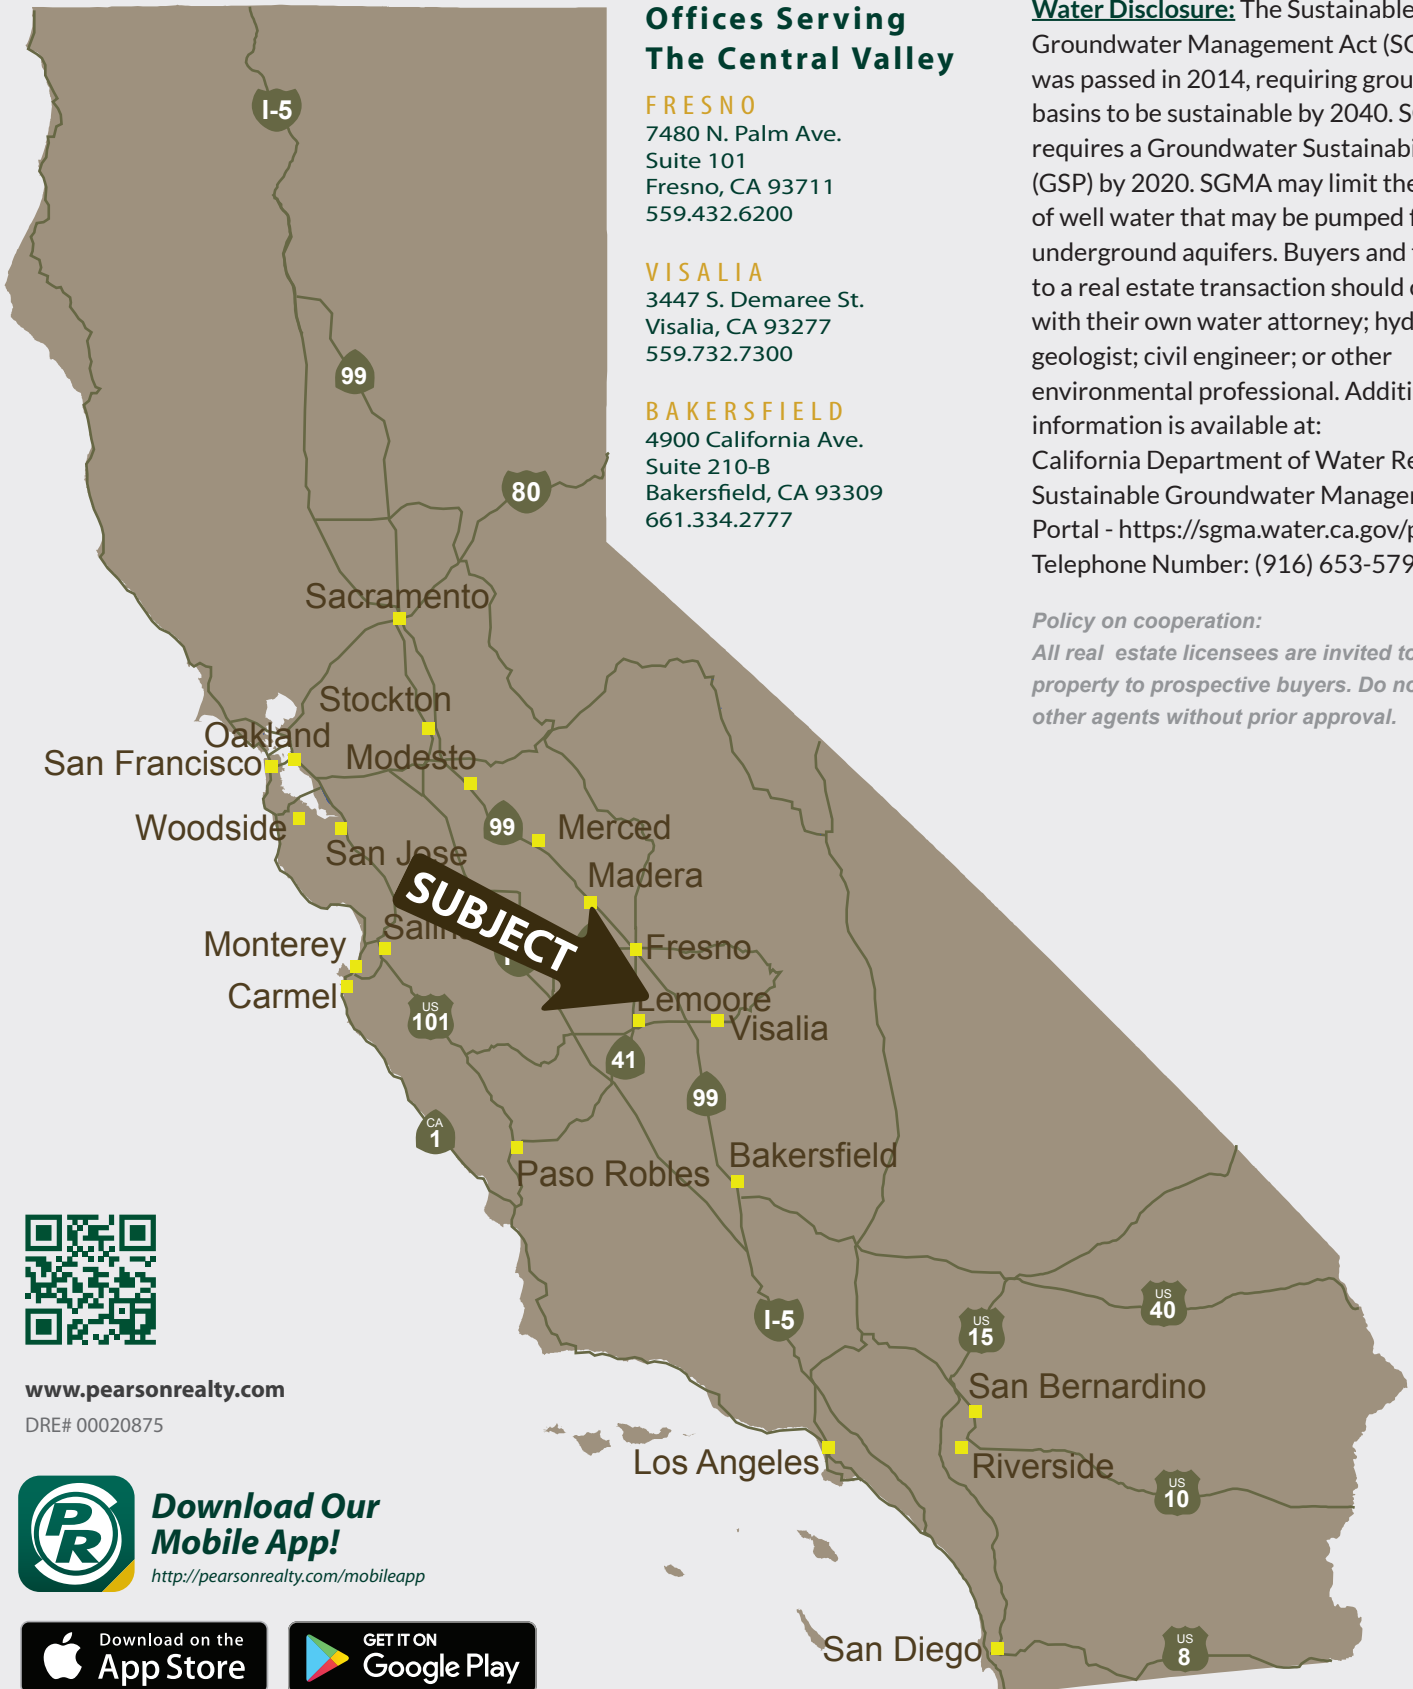 Offices Serving
The Central Valley
FRESNO
7480 N. Palm Ave.
Suite 101
Fresno, CA 93711
559.432.6200
VISALIA
3447 S. Demaree St.
Visalia, CA 93277
559.732.7300
BAKERSFIELD
4900 California Ave.
Suite 210-B
Bakersfield, CA 93309
661.334.2777
Water Disclosure: The Sustainable
Groundwater Management Act
was passed in 2014, requiring
basins to be sustainable by 2040.
requires a Groundwater
(GSP) by 2020. SGMA may limit the
of well water that may be pumped
underground aquifers. Buyers and
to a real estate transaction should
with their own water attorney;
geologist; civil engineer; or other
environmental professional.
information is available at:
California Department of Water
Sustainable Groundwater
Portal - https://sgma.water.ca.gov/
Telephone Number: (916) 653-579
Policy on cooperation:
All real estate licensees are invited to
property to prospective buyers. Do
other agents without prior approval.
I-5
99
80
Sacramento
Stockton
Oakland
San Francisco
Modesto
Woodside
99
Merced
San Jose
Madera
SUBJECT
Monterey
Fresno
Carmel
Lemoore
US
101
Visalia
41
99
CA
1
Paso Robles
Bakersfield
I-5
US
40
US
15
San Bernardino
Los Angeles
Riverside
US
10
San Diego
US
8
www.pearsonrealty.com
DRE# 00020875
PR
Download Our
Mobile App!
http://pearsonrealty.com/mobileapp
Download on the
App Store
GET IT ON
Google Play